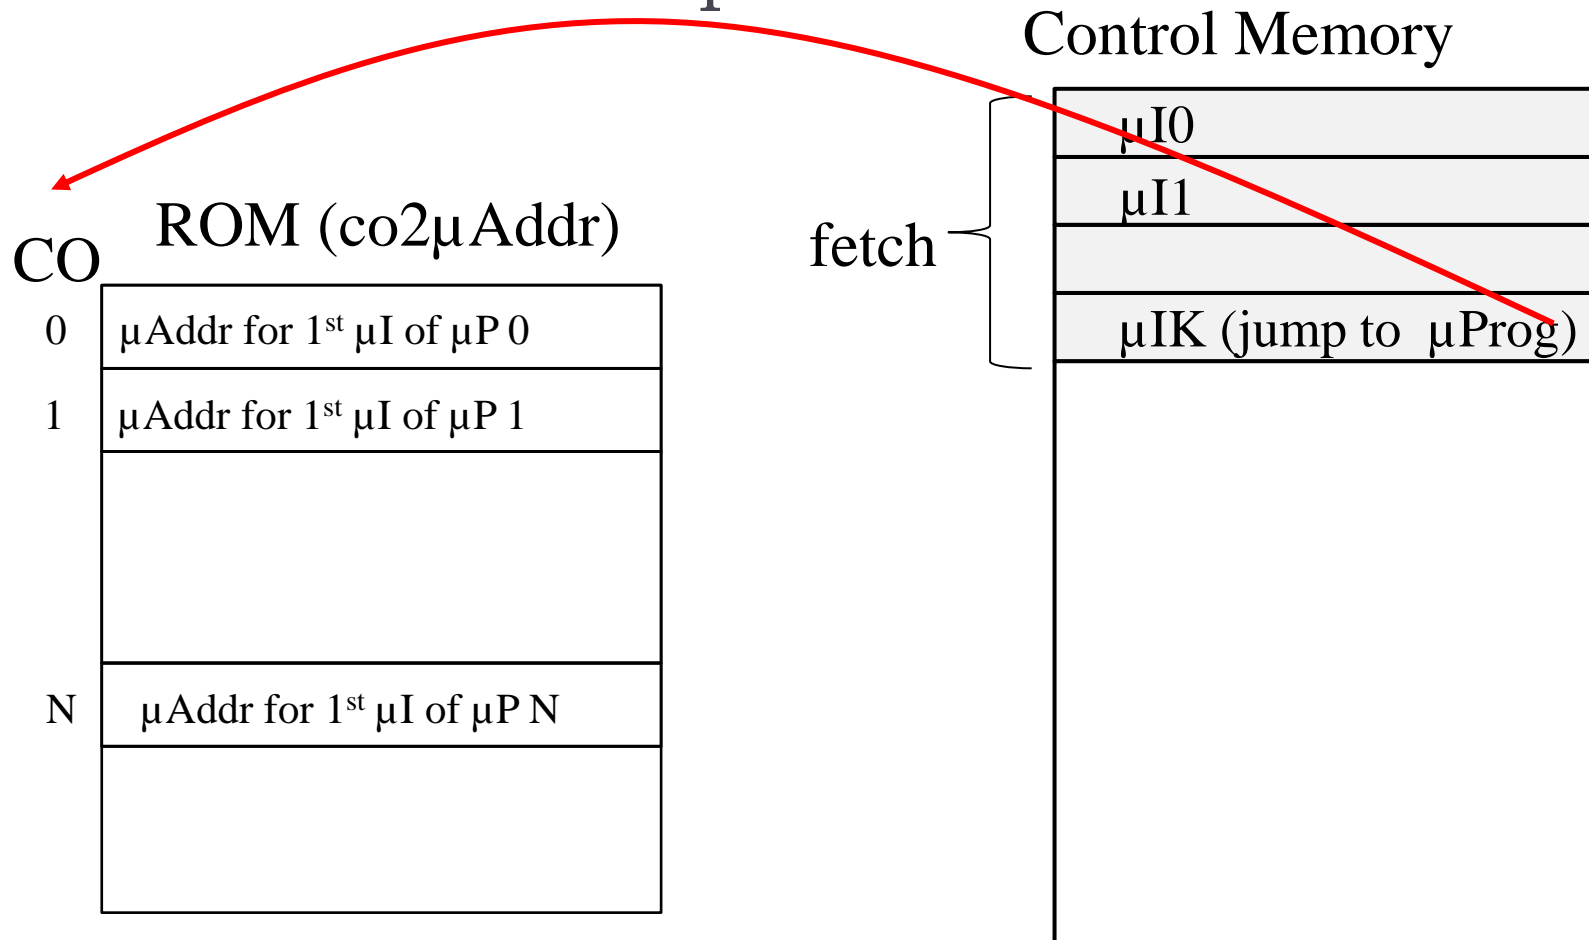 Control Memory
µI0
µI1
fetch
µIK (jump to µProg)
ROM (co2µAddr)
CO
0 µAddr for 1st µI of µP 0
1 µAddr for 1st µI of µP 1
N µAddr for 1st µI of µP N